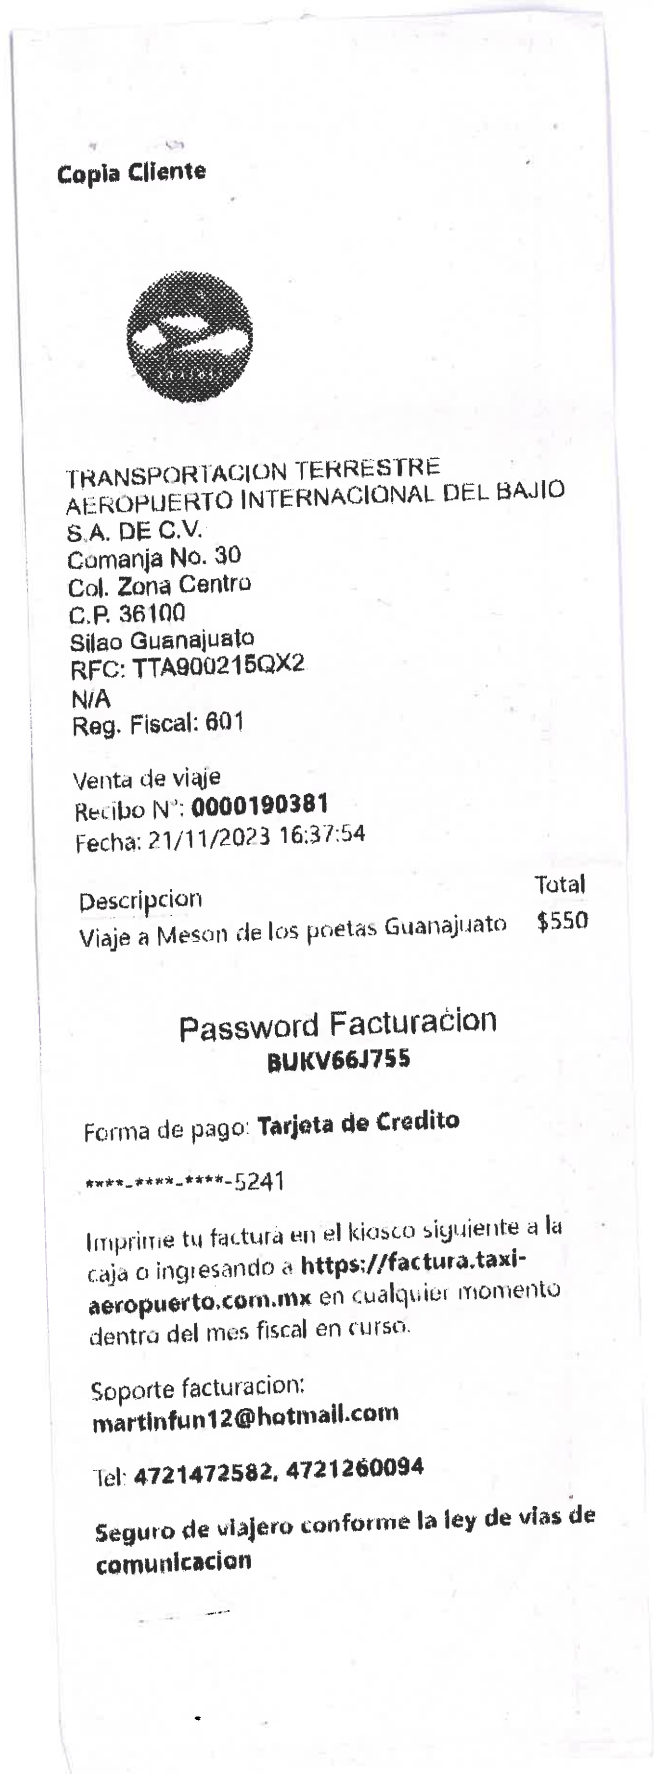 Copia Cliente
TRANSPORTACION TERRESTRE
AEROPUERTO INTERNACIONAL DEL BAJIO
S.A. DE C.V.
Comanja No. 30
Col. Zona Centro
C.P. 36100
Silao Guanajuato
RFC: TTA900215QX2
N/A
Reg. Fiscal: 601
Venta de viaje
Recibo N°: 0000190381
Fecha: 21/11/2023 16:37:54
Descripcion Total
Viaje a Meson de los poetas Guanajuato $550
Password Facturacion
BUKV66J755
Forma de pago: Tarjeta de Credito
****-****-****-5241
Imprime tu factura en el kiosco siguiente a la
caja o ingresando a https://factura.taxi-
aeropuerto.com.mx en cualquier momento
dentro del mes fiscal en curso.
Soporte facturacion:
martinfun12@hotmail.com
Tel: 4721472582, 4721260094
Seguro de viajero conforme la ley de vias de
comunicacion